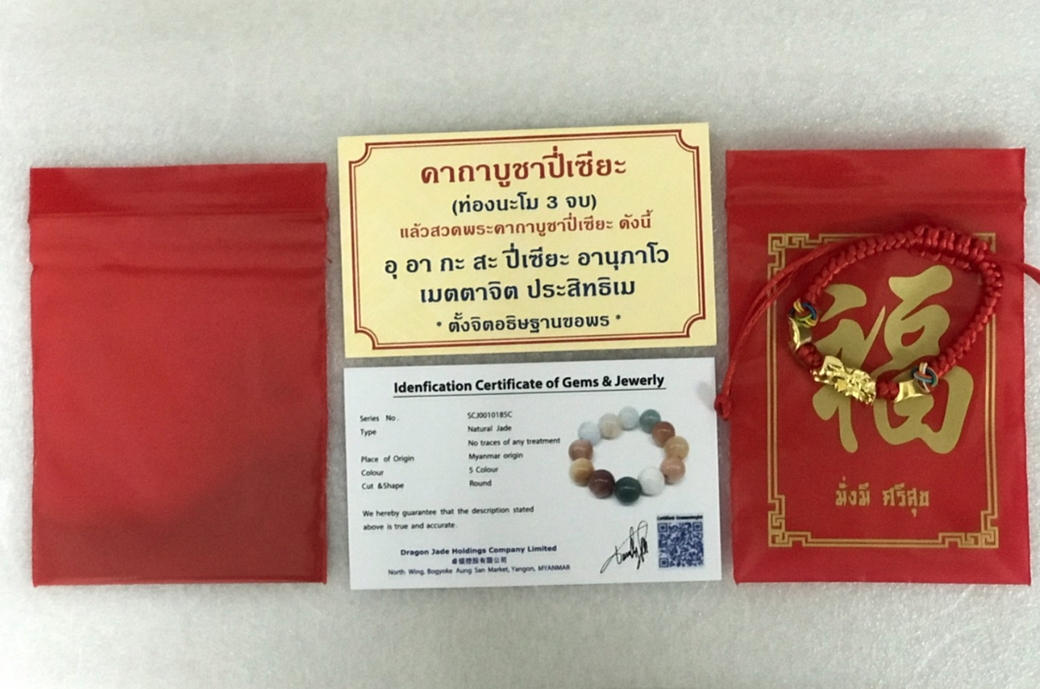 คาถาบูชาปี่เซียะ
(ท่องนะโม 3 จบ)
แล้วสวดพระคาถาบูชาปี่เซียะ ดังนี้
อุ อา กะ สะ ปี่เซียะ อานุภาโว
เมตตาจิต ประสิทธิเม
* ตั้งจิตอธิษฐานขอพร *
Idenfication Certificate of Gems & Jewerly
Series No. SCJ001018SC
Type Natural Jade
No traces of any treatment
Place of Origin Myanmar origin
Colour 5 Colour
Cut &Shape Round
We hereby guarantee that the description stated
above is true and accurate.
Dragon Jade Holdings Company Limited
North Wing, Bogyoke Aung San Market, Yangon, MYANMAR
福
มั่งมี ศรีสุข